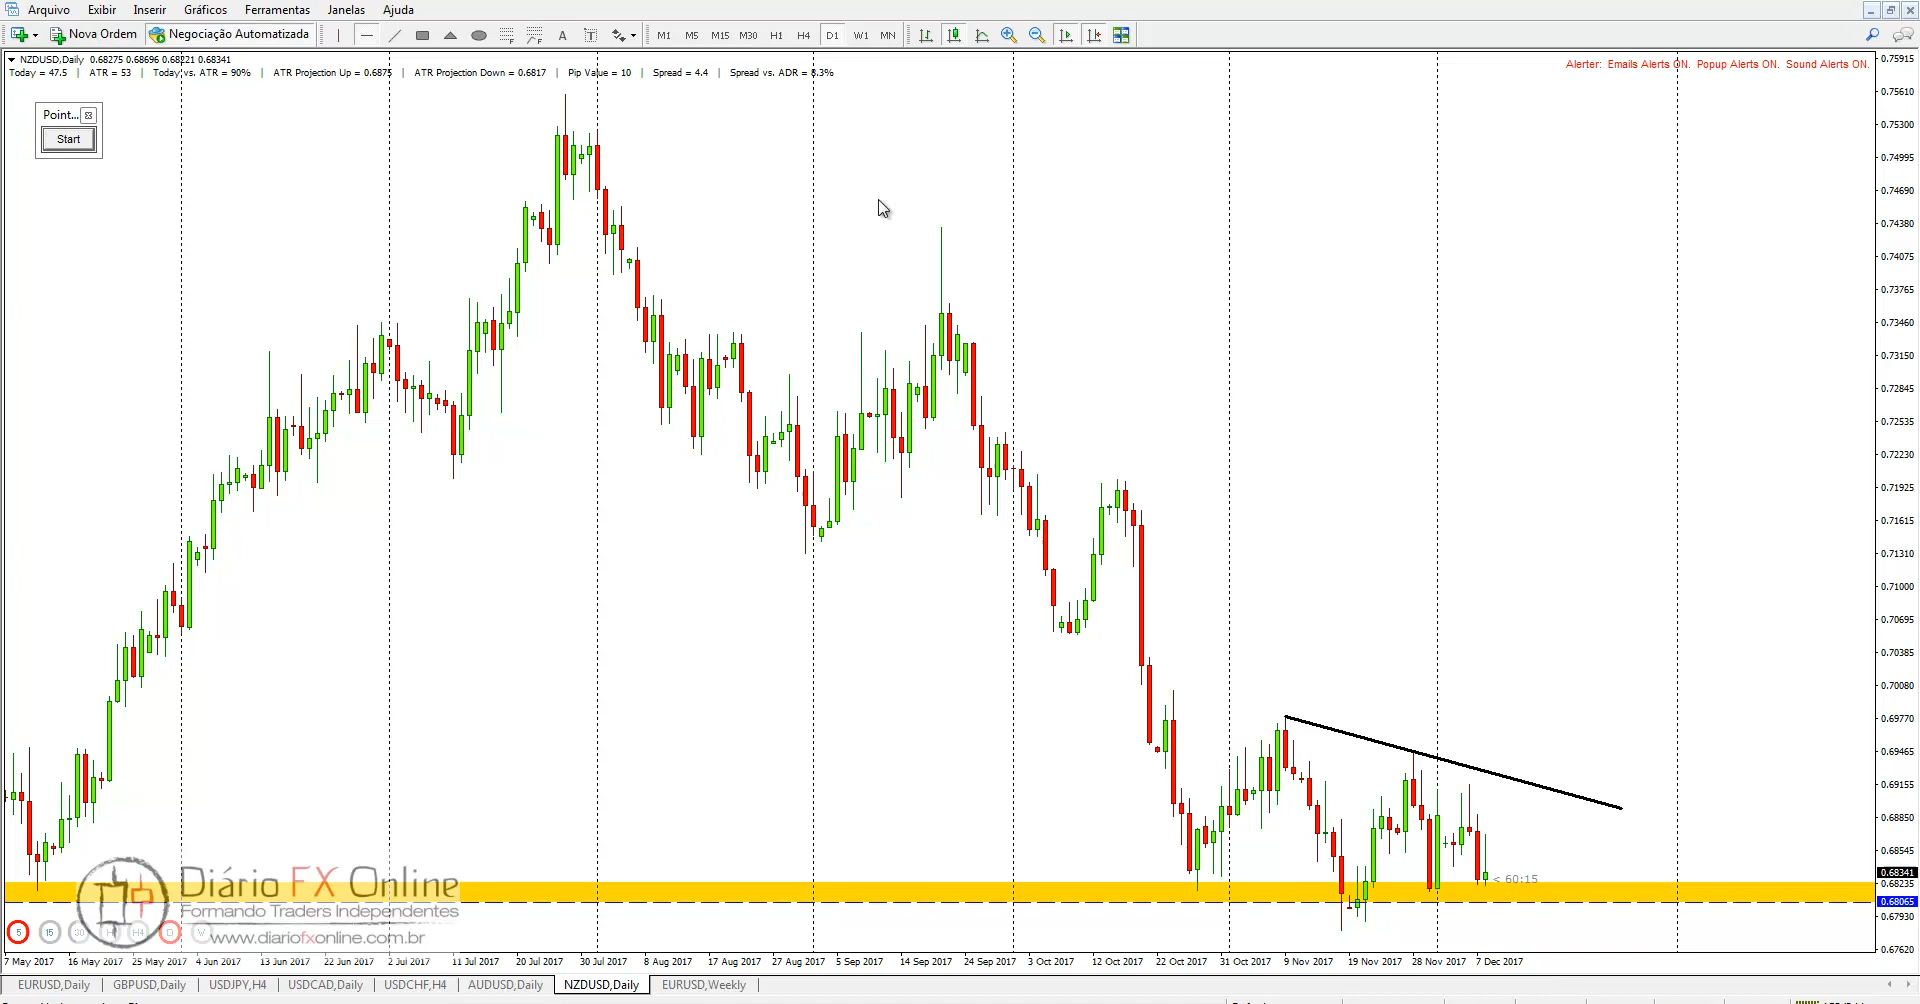 Arquivo Exibir Inserir Gráficos Ferramentas Janelas Ajuda
Nova Ordem Negociação Automatizada A T M1 M5 M15 M30 H1 H4 D1 W1 MN
NZDUSD,Daily 0.68275 0.68696 0.68221 0.68341
Today = 47.5 | ATR = 53 | Today vs. ATR = 90% | ATR Projection Up = 0.6875 | ATR Projection Down = 0.6817 | Pip Value = 10 | Spread = 4.4 | Spread vs. ADR = 8.3%
Alerter: Emails Alerts ON. Popup Alerts ON. Sound Alerts ON.
Point...
Start
0.75915
0.75610
0.75300
0.74995
0.74690
0.74380
0.74075
0.73765
0.73460
0.73150
0.72845
0.72535
0.72230
0.71925
0.71615
0.71310
0.71000
0.70695
0.70385
0.70080
0.69770
0.69465
0.69155
0.68850
0.68545
0.68341
0.68235
0.68065
0.67930
0.67620
< 60:15
Diário FX Online
Formando Traders Independentes
www.diariofxonline.com.br
5 15 30 H H4 D W
7 May 2017 16 May 2017 25 May 2017 4 Jun 2017 13 Jun 2017 22 Jun 2017 2 Jul 2017 11 Jul 2017 20 Jul 2017 30 Jul 2017 8 Aug 2017 17 Aug 2017 27 Aug 2017 5 Sep 2017 14 Sep 2017 24 Sep 2017 3 Oct 2017 12 Oct 2017 22 Oct 2017 31 Oct 2017 9 Nov 2017 19 Nov 2017 28 Nov 2017 7 Dec 2017
EURUSD,Daily GBPUSD,Daily USDJPY,H4 USDCAD,Daily USDCHF,H4 AUDUSD,Daily NZDUSD,Daily EURUSD,Weekly